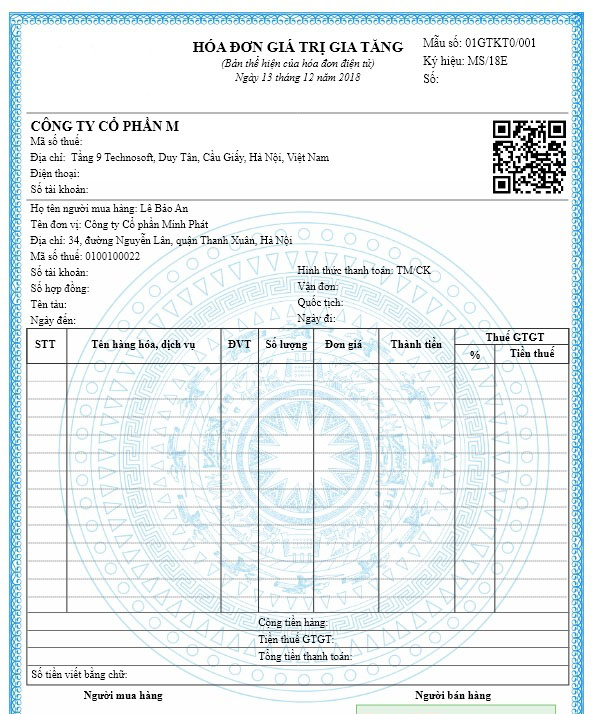 HÓA ĐƠN GIÁ TRỊ GIA TĂNG
(Bản thể hiện của hóa đơn điện tử)
Ngày 13 tháng 12 năm 2018
Mẫu số: 01GTKT0/001
Ký hiệu: MS/18E
Số:
CÔNG TY CỔ PHẦN M
Mã số thuế:
Địa chỉ: Tầng 9 Technosoft, Duy Tân, Cầu Giấy, Hà Nội, Việt Nam
Điện thoại:
Số tài khoản:
Họ tên người mua hàng: Lê Bảo An
Tên đơn vị: Công ty Cổ phần Minh Phát
Địa chỉ: 34, đường Nguyễn Lân, quận Thanh Xuân, Hà Nội
Mã số thuế: 0100100022
Số tài khoản: Hình thức thanh toán: TM/CK
Số hợp đồng: Vận đơn:
Tên tàu: Quốc tịch:
Ngày đến: Ngày đi:
STT Tên hàng hóa, dịch vụ ĐVT Số lượng Đơn giá Thành tiền Thuế GTGT
% Tiền thuế
Cộng tiền hàng:
Tiền thuế GTGT:
Tổng tiền thanh toán:
Số tiền viết bằng chữ:
Người mua hàng Người bán hàng